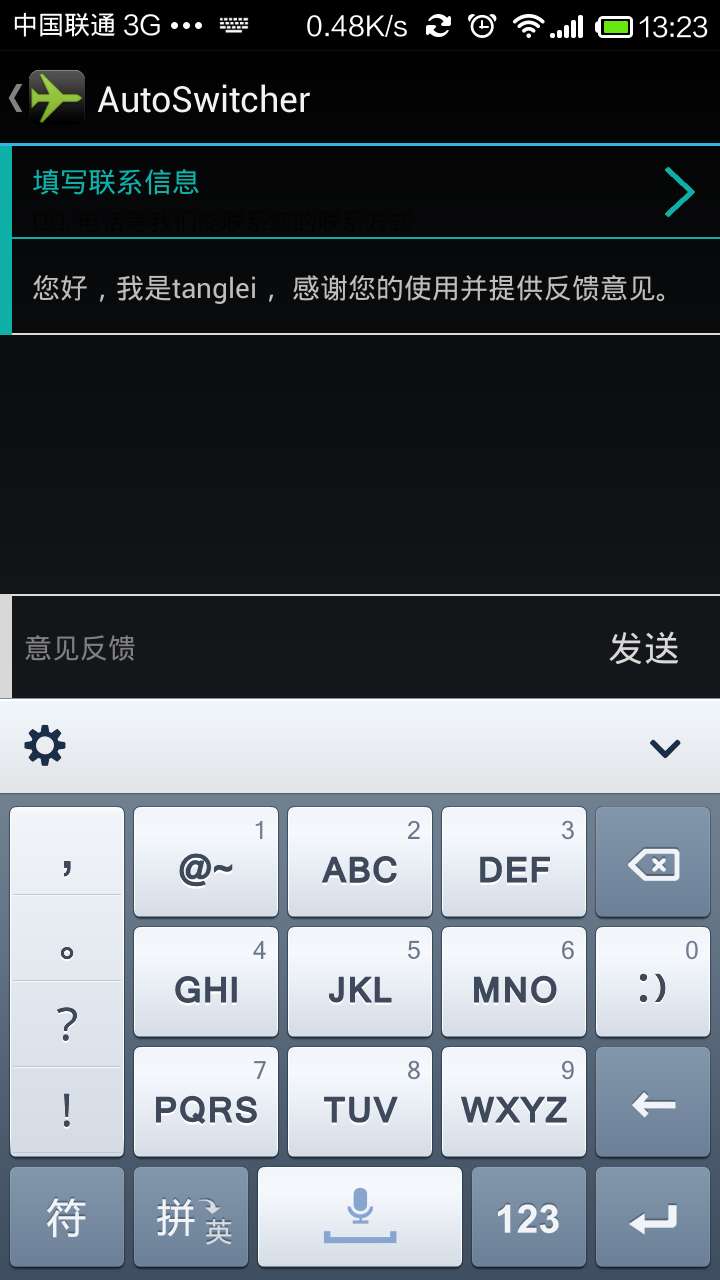 中国联通 3G ••• 0.48K/s 13:23
AutoSwitcher
填写联系信息
您好，我是tanglei， 感谢您的使用并提供反馈意见。
意见反馈 发送
， @~ 1 ABC 2 DEF 3
。 GHI 4 JKL 5 MNO 6 :) 0
?
! PQRS 7 TUV 8 WXYZ 9
符 拼 英 123